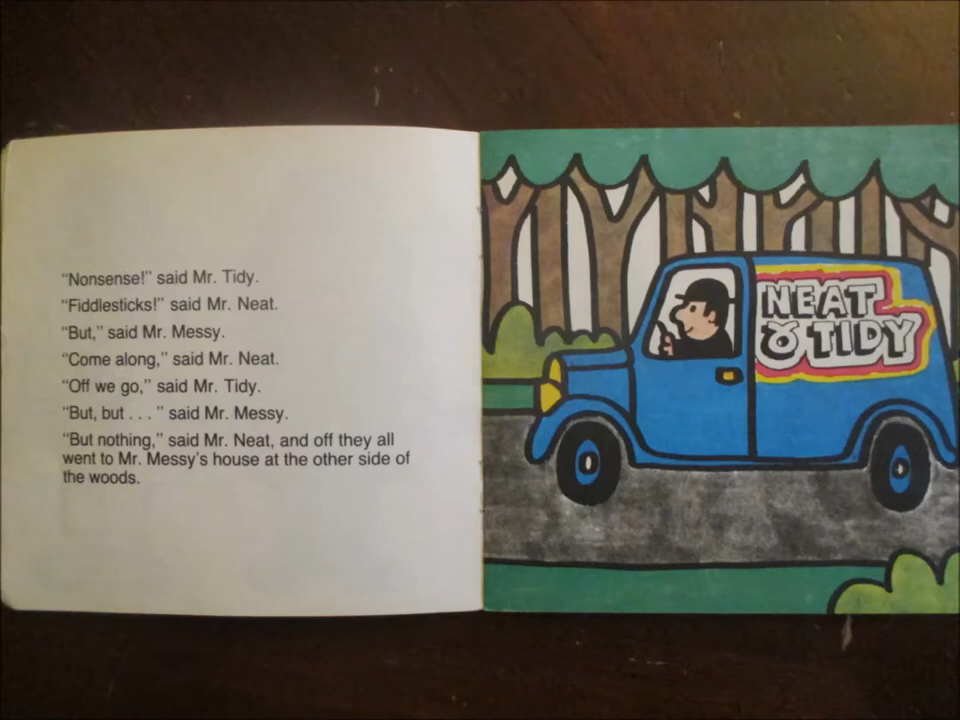 “Nonsense!” said Mr. Tidy.
“Fiddlesticks!” said Mr. Neat.
“But,” said Mr. Messy.
“Come along,” said Mr. Neat.
“Off we go,” said Mr. Tidy.
“But, but . . . ” said Mr. Messy.
“But nothing,” said Mr. Neat, and off they all
went to Mr. Messy’s house at the other side of
the woods.
NEAT
& TIDY